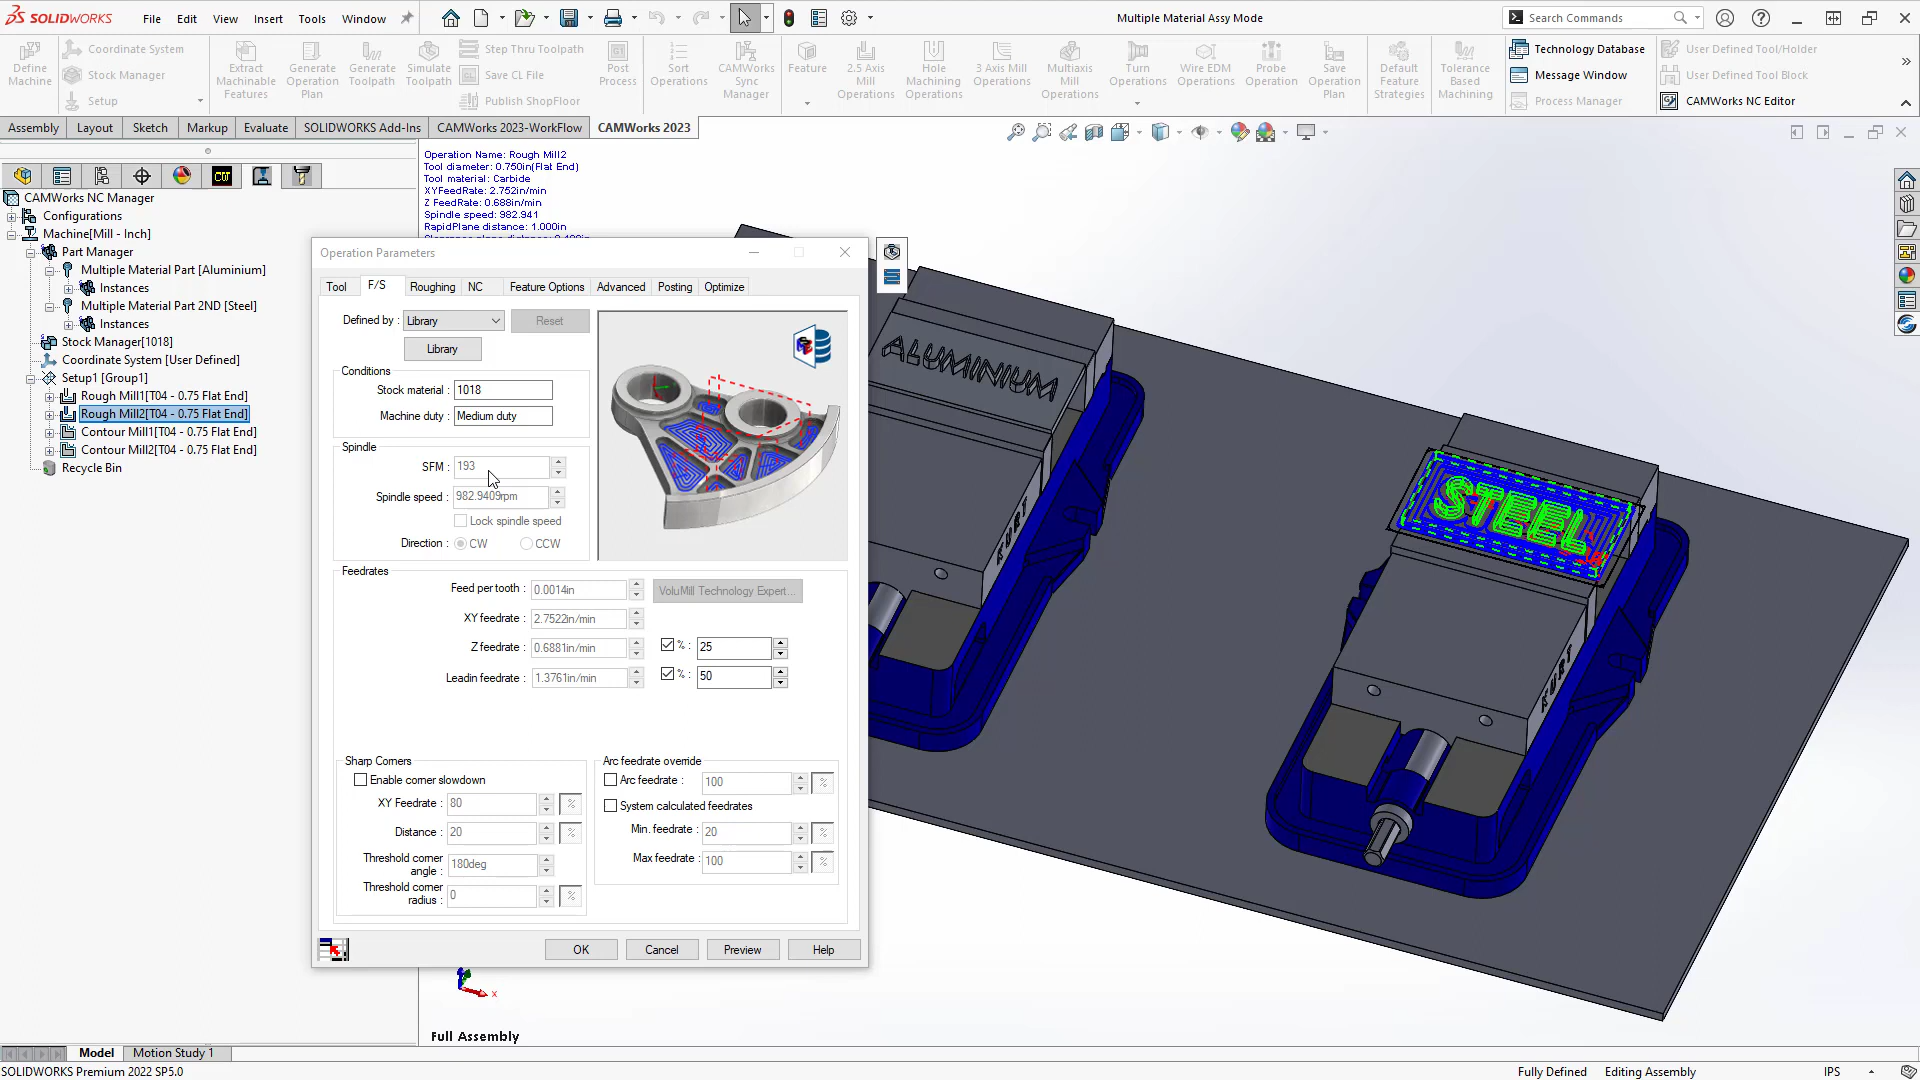 SOLIDWORKS File Edit View Insert Tools Window Multiple Material Assy Mode Search Commands
Define Machine
Coordinate System
Stock Manager
Setup
Extract Machinable Features
Generate Operation Plan
Generate Toolpath
Simulate Toolpath
Step Thru Toolpath
Save CL File
Publish ShopFloor
Post Process
Sort Operations
CAMWorks Sync Manager
Feature
2.5 Axis Mill Operations
Hole Machining Operations
3 Axis Mill Operations
Multiaxis Mill Operations
Turn Operations
Wire EDM Operations
Probe Operation
Save Operation Plan
Default Feature Strategies
Tolerance Based Machining
Technology Database
Message Window
Process Manager
User Defined Tool/Holder
User Defined Tool Block
CAMWorks NC Editor
Assembly Layout Sketch Markup Evaluate SOLIDWORKS Add-Ins CAMWorks 2023-WorkFlow CAMWorks 2023
CW
CAMWorks NC Manager
Configurations
Machine[Mill - Inch]
Part Manager
Multiple Material Part [Aluminium]
Instances
Multiple Material Part 2ND [Steel]
Instances
Stock Manager[1018]
Coordinate System [User Defined]
Setup1 [Group1]
Rough Mill1[T04 - 0.75 Flat End]
Rough Mill2[T04 - 0.75 Flat End]
Contour Mill1[T04 - 0.75 Flat End]
Contour Mill2[T04 - 0.75 Flat End]
Recycle Bin
Operation Name: Rough Mill2
Tool diameter: 0.750in(Flat End)
Tool material: Carbide
XYFeedRate: 2.752in/min
Z FeedRate: 0.688in/min
Spindle speed: 982.941
RapidPlane distance: 1.000in
Operation Parameters
Tool F/S Roughing NC Feature Options Advanced Posting Optimize
Defined by : Library Reset
Library
Conditions
Stock material : 1018
Machine duty : Medium duty
Spindle
SFM : 193
Spindle speed : 982.9409rpm
Lock spindle speed
Direction : CW CCW
Feedrates
Feed per tooth : 0.0014in VoluMill Technology Expert...
XY feedrate : 2.7522in/min
Z feedrate : 0.6881in/min % : 25
Leadin feedrate : 1.3761in/min % : 50
Sharp Corners
Enable corner slowdown
XY Feedrate : 80 %
Distance : 20 %
Threshold corner angle : 180deg
Threshold corner radius : 0 %
Arc feedrate override
Arc feedrate : 100 %
System calculated feedrates
Min. feedrate : 20 %
Max feedrate : 100 %
OK Cancel Preview Help
ALUMINIUM
KURT
STEEL
KURT
x
Full Assembly
Model Motion Study 1
SOLIDWORKS Premium 2022 SP5.0 Fully Defined Editing Assembly IPS